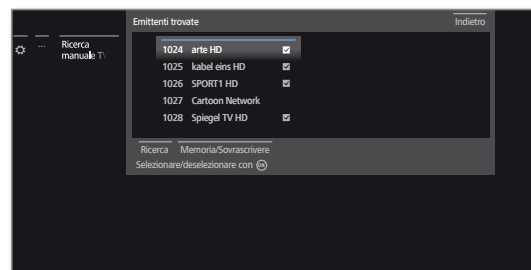 Emittenti trovate
Indietro
...
Ricerca
manuale TV
1024 arte HD
1025 kabel eins HD
1026 SPORT1 HD
1027 Cartoon Network
1028 Spiegel TV HD
Ricerca Memoria/Sovrascrivere
Selezionare/deselezionare con OK